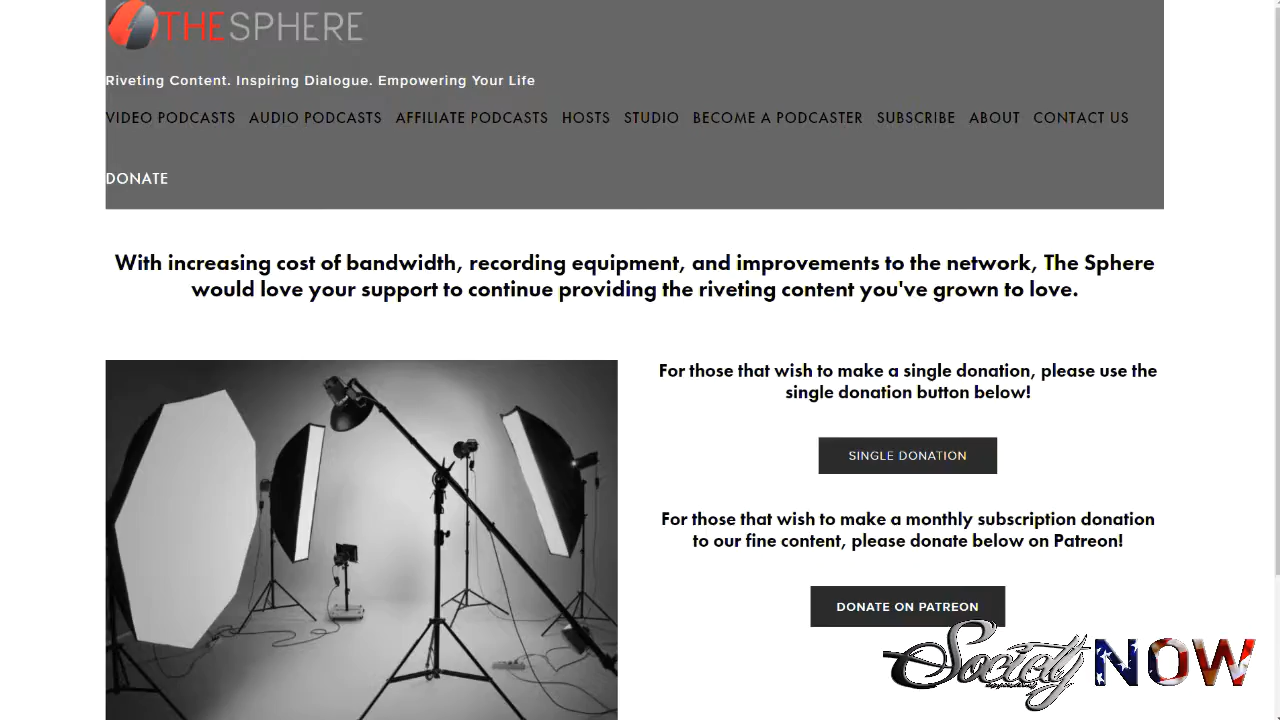 THESPHERE
Riveting Content. Inspiring Dialogue. Empowering Your Life
VIDEO PODCASTS AUDIO PODCASTS AFFILIATE PODCASTS HOSTS STUDIO BECOME A PODCASTER SUBSCRIBE ABOUT CONTACT US
DONATE
With increasing cost of bandwidth, recording equipment, and improvements to the network, The Sphere
would love your support to continue providing the riveting content you've grown to love.
For those that wish to make a single donation, please use the
single donation button below!
SINGLE DONATION
For those that wish to make a monthly subscription donation
to our fine content, please donate below on Patreon!
DONATE ON PATREON
Society NOW